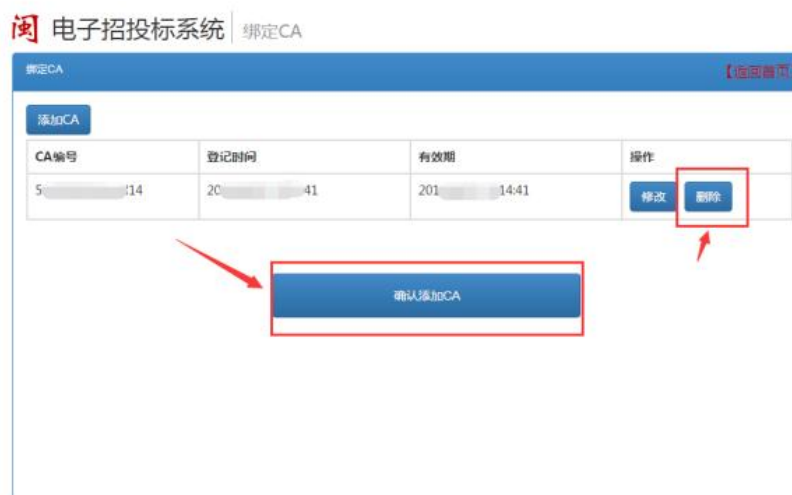 闽 电子招投标系统 绑定CA
绑定CA 【返回首页
添加CA
CA编号 登记时间 有效期 操作
5 :14 20 41 201 14:41 修改 删除
确认添加CA